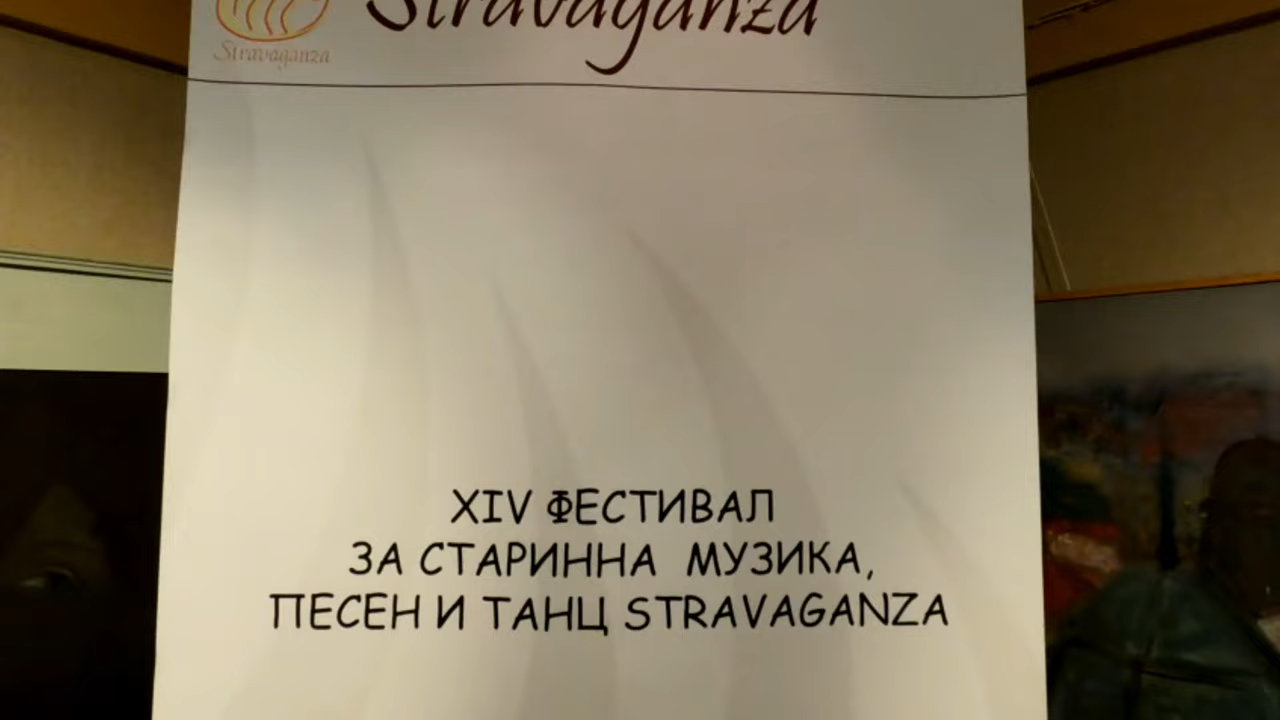 Stravaganza
Stravaganza
XIV ФЕСТИВАЛ
ЗА СТАРИННА МУЗИКА,
ПЕСЕН И ТАНЦ STRAVAGANZA